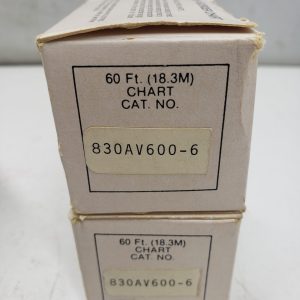 60 Ft. (18.3M)
CHART
CAT. NO.
830AV600-6
60 Ft. (18.3M)
CHART
CAT. NO.
830AV600-6